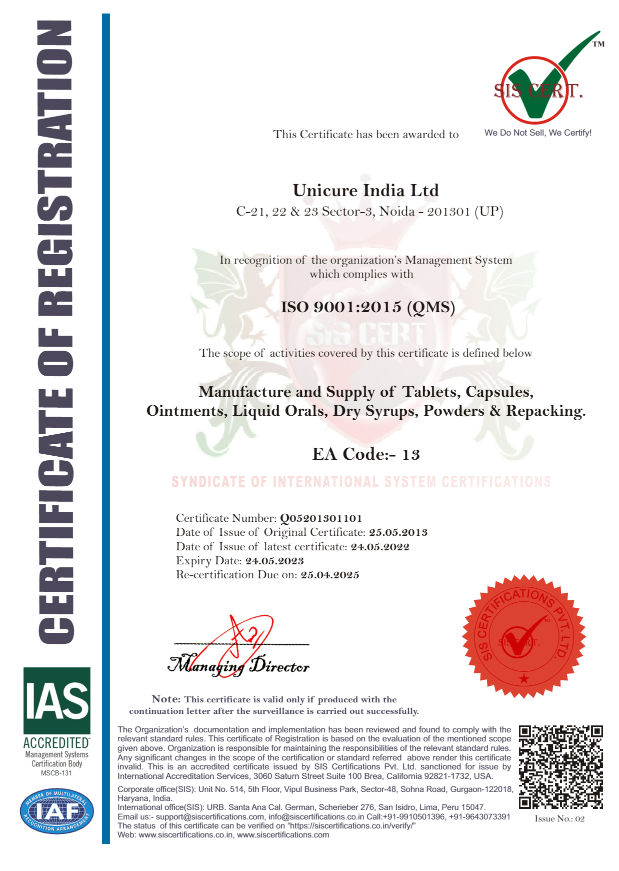 CERTIFICATE OF REGISTRATION
TM
SIS CERT.
We Do Not Sell, We Certify!
This Certificate has been awarded to
Unicure India Ltd
C-21, 22 & 23 Sector-3, Noida - 201301 (UP)
In recognition of the organization's Management System
which complies with
ISO 9001:2015 (QMS)
SIS CERT
The scope of activities covered by this certificate is defined below
Manufacture and Supply of Tablets, Capsules,
Ointments, Liquid Orals, Dry Syrups, Powders & Repacking.
EA Code:- 13
SYNDICATE OF INTERNATIONAL SYSTEM CERTIFICATIONS
Certificate Number: Q05201301101
Date of Issue of Original Certificate: 25.05.2013
Date of Issue of latest certificate: 24.05.2022
Expiry Date: 24.05.2023
Re-certification Due on: 25.04.2025
Managing Director
SIS CERTIFICATIONS PVT. LTD
SIS CERT.
Note: This certificate is valid only if produced with the
continuation letter after the surveillance is carried out successfully.
IAS
ACCREDITED
Management Systems
Certification Body
MSCB-131
MEMBER OF MULTILATERAL
IAF
RECOGNITION ARRANGEMENT
The Organization's documentation and implementation has been reviewed and found to comply with the
relevant standard rules. This certificate of Registration is based on the evaluation of the mentioned scope
given above. Organization is responsible for maintaining the responsibilities of the relevant standard rules.
Any significant changes in the scope of the certification or standard referred above render this certificate
invalid. This is an accredited certificate issued by SIS Certifications Pvt. Ltd. sanctioned for issue by
International Accreditation Services, 3060 Saturn Street Suite 100 Brea, California 92821-1732, USA.
Corporate office(SIS): Unit No. 514, 5th Floor, Vipul Business Park, Sector-48, Sohna Road, Gurgaon-122018,
Haryana, India.
International office(SIS): URB. Santa Ana Cal. German, Scherieber 276, San Isidro, Lima, Peru 15047.
Email us:- support@siscertifications.com, info@siscertifications.co.in Call:+91-9910501396, +91-9643073391
The status of this certificate can be verified on "https://siscertifications.co.in/verify/"
Web: www.siscertifications.co.in, www.siscertifications.com
Issue No.: 02